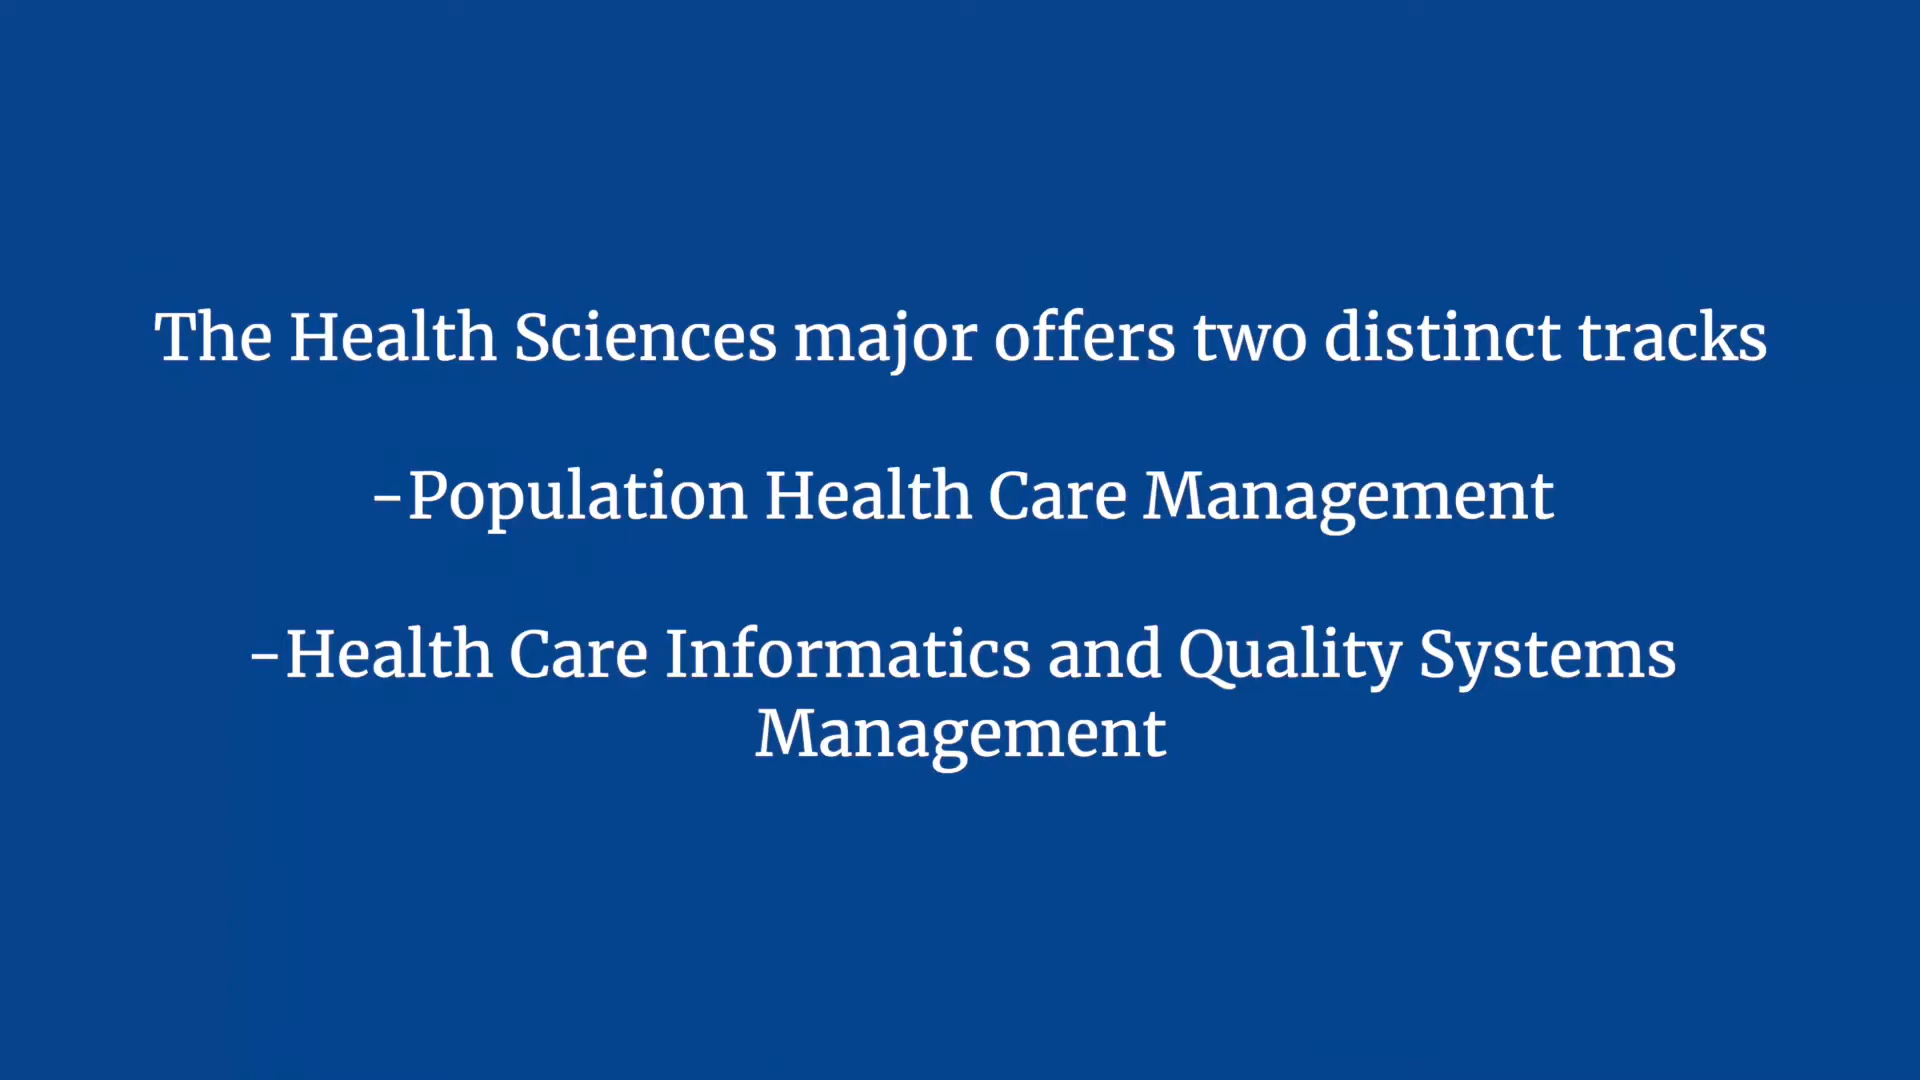 The Health Sciences major offers two distinct tracks
-Population Health Care Management
-Health Care Informatics and Quality Systems
Management